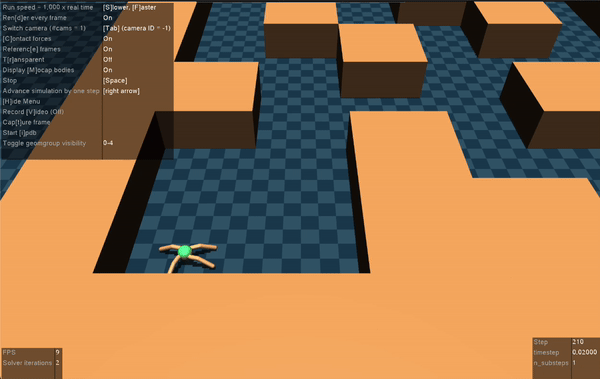 Run speed = 1.000 x real time [S]lower, [F]aster
Ren[d]er every frame On
Switch camera (#cams = 1) [Tab] (camera ID = -1)
[C]ontact forces On
Referenc[e] frames On
T[r]ansparent Off
Display [M]ocap bodies On
Stop [Space]
Advance simulation by one step [right arrow]
[H]ide Menu
Record [V]ideo (Off)
Cap[t]ure frame
Start [i]pdb
Toggle geomgroup visibility 0-4
FPS 9
Solver iterations 2
Step 210
timestep 0.02000
n_substeps 1